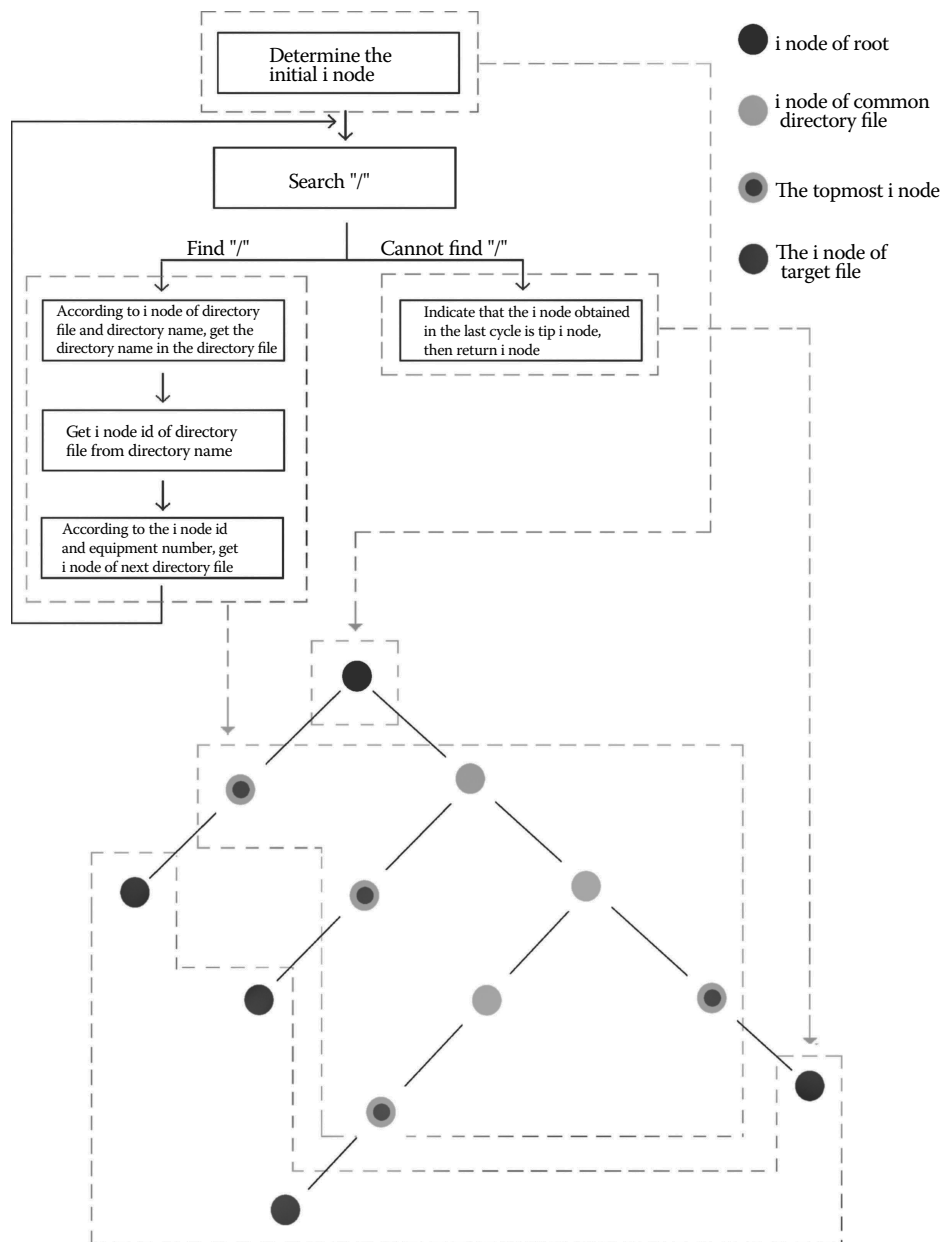 Determine the
initial i node
Search "/"
Find "/"
Cannot find "/"
According to i node of directory
file and directory name, get the
directory name in the directory file
Indicate that the i node obtained
in the last cycle is tip i node,
then return i node
Get i node id of directory
file from directory name
According to the i node id
and equipment number, get
i node of next directory file
i node of root
i node of common
directory file
The topmost i node
The i node of
target file